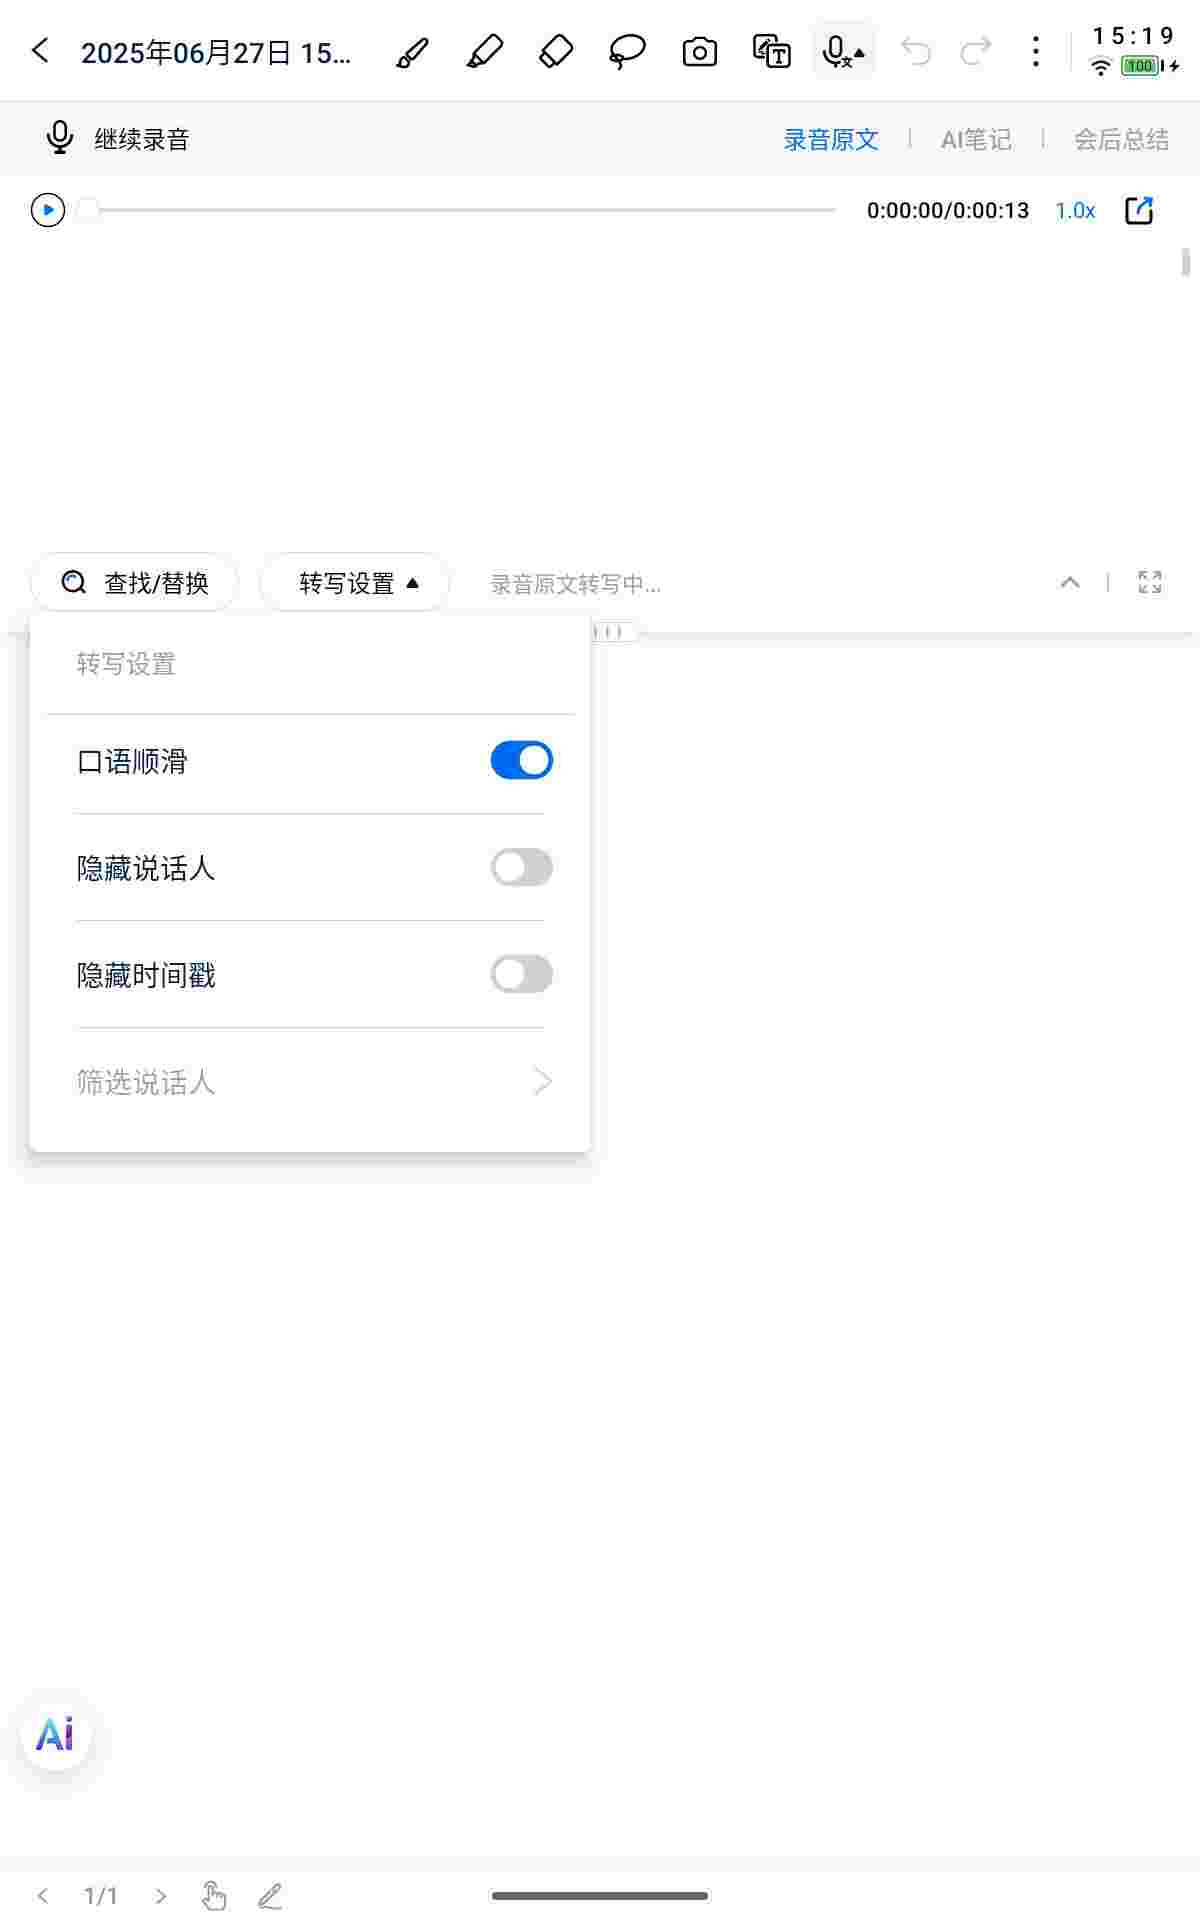 2025年06月27日 15...
文
T
15:19
100
继续录音
录音原文
AI笔记
会后总结
0:00:00/0:00:13
1.0x
查找/替换
转写设置
录音原文转写中...
转写设置
口语顺滑
隐藏说话人
隐藏时间戳
筛选说话人
Ai
1/1